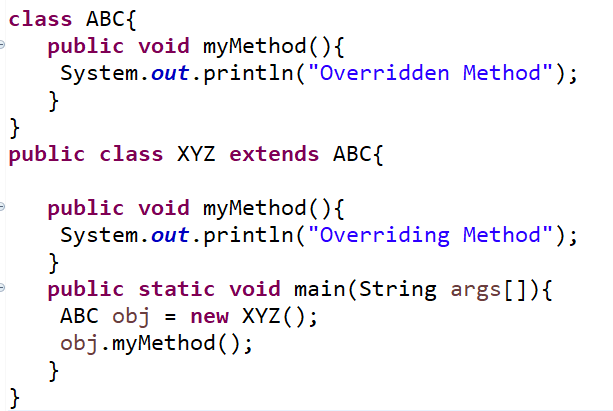 class ABC{
public void myMethod(){
System.out.println("Overridden Method");
}
}
public class XYZ extends ABC{
public void myMethod(){
System.out.println("Overriding Method");
}
public static void main(String args[]){
ABC obj = new XYZ();
obj.myMethod();
}
}